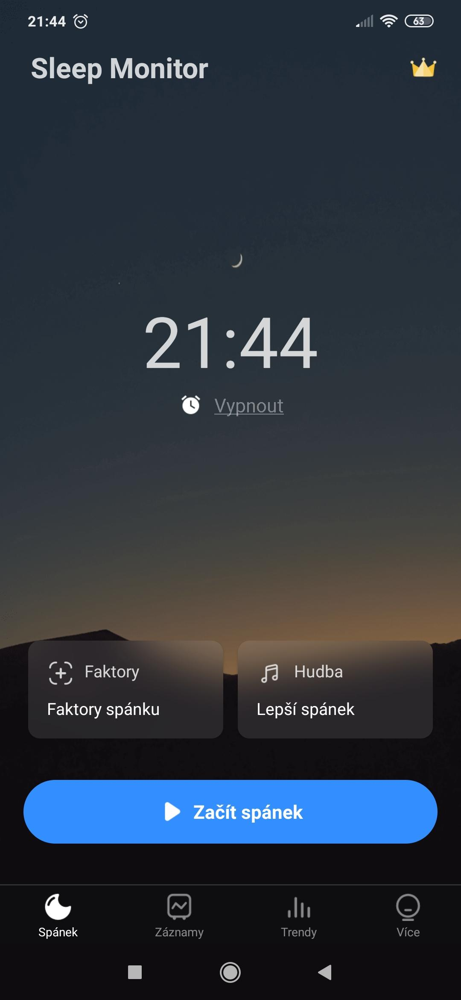 21:44
63
Sleep Monitor
21:44
Vypnout
Faktory
Faktory spánku
Hudba
Lepší spánek
Začít spánek
Spánek
Záznamy
Trendy
Více